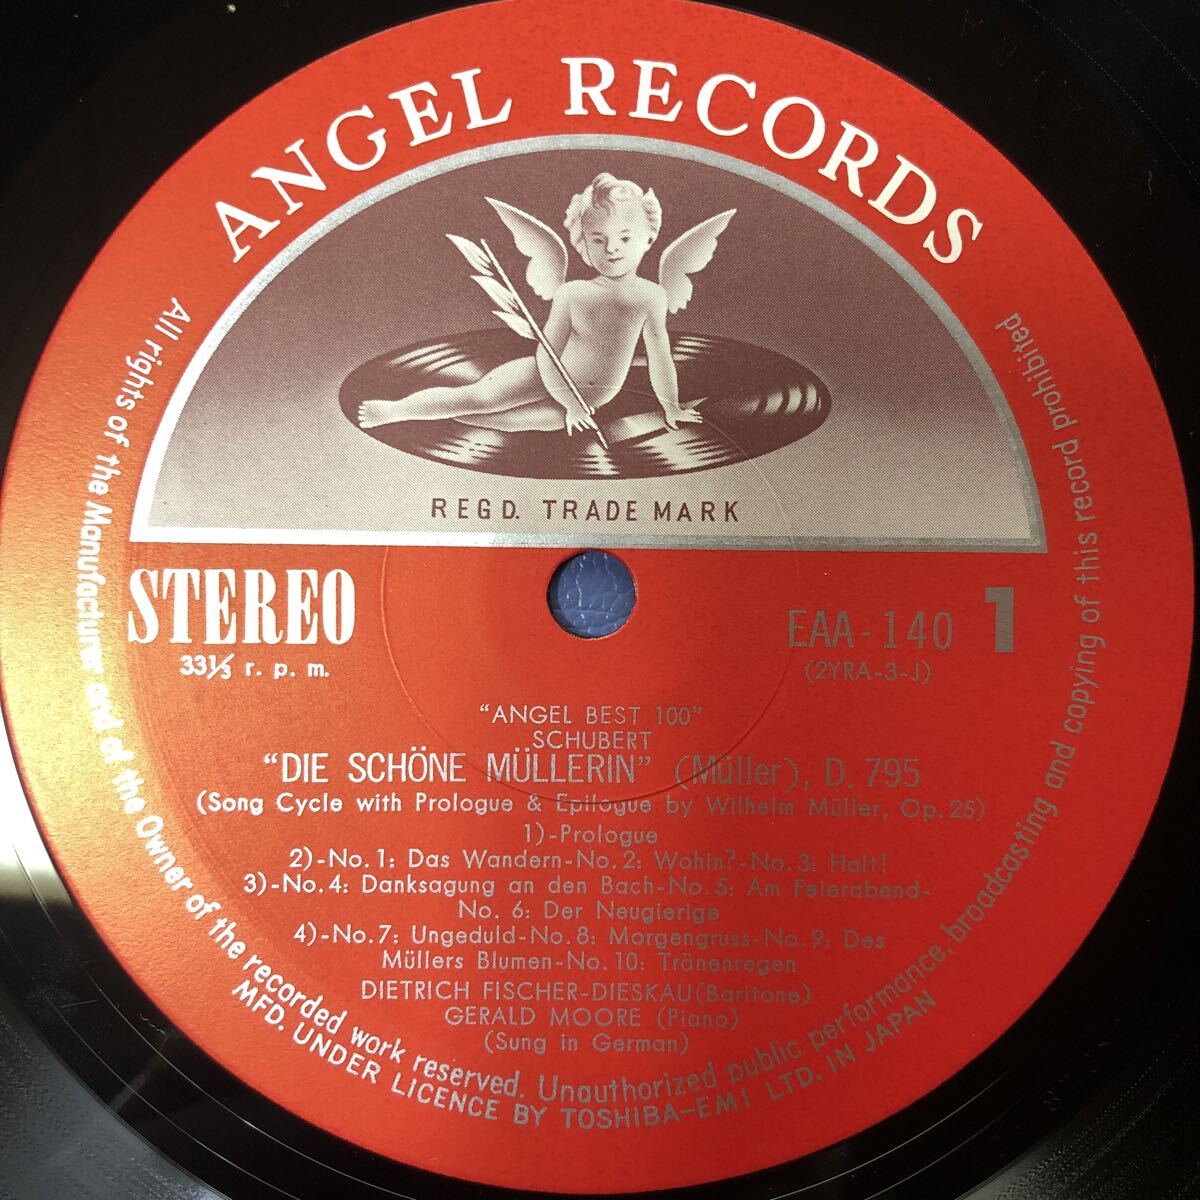 ANGEL RECORDS
REGD. TRADE MARK
STEREO
33⅓ r. p. m.
EAA-140
(2YRA-3-J)
1
"ANGEL BEST 100"
SCHUBERT
"DIE SCHÖNE MÜLLERIN" (Müller), D. 795
(Song Cycle with Prologue & Epilogue by Wilhelm Müller, Op. 25)
1)-Prologue
2)-No. 1: Das Wandern-No. 2: Wohin?-No. 3: Halt!
3)-No. 4: Danksagung an den Bach-No. 5: Am Feierabend-
No. 6: Der Neugierige
4)-No. 7: Ungeduld-No. 8: Morgengruss-No. 9: Des
Müllers Blumen-No. 10: Tränenregen
DIETRICH FISCHER-DIESKAU (Baritone)
GERALD MOORE (Piano)
(Sung in German)
All rights of the Manufacturer and of the Owner of the recorded work reserved. Unauthorized public performance, broadcasting and copying of this record prohibited
MFD. UNDER LICENCE BY TOSHIBA-EMI LTD. IN JAPAN